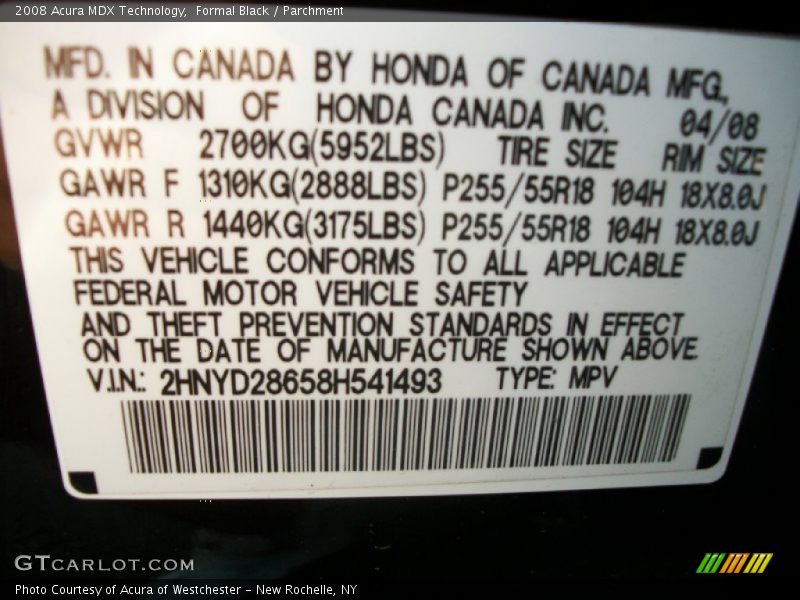 2008 Acura MDX Technology,  Formal Black / Parchment
MFD. IN CANADA BY HONDA OF CANADA MFG.,
A DIVISION OF HONDA CANADA INC. 04/08
GVWR 2700KG(5952LBS) TIRE SIZE RIM SIZE
GAWR F 1310KG(2888LBS) P255/55R18 104H 18X8.0J
GAWR R 1440KG(3175LBS) P255/55R18 104H 18X8.0J
THIS VEHICLE CONFORMS TO ALL APPLICABLE
FEDERAL MOTOR VEHICLE SAFETY
AND THEFT PREVENTION STANDARDS IN EFFECT
ON THE DATE OF MANUFACTURE SHOWN ABOVE.
V.I.N.: 2HNYD28658H541493 TYPE: MPV
GTCARLOT.COM
Photo Courtesy of Acura of Westchester - New Rochelle, NY